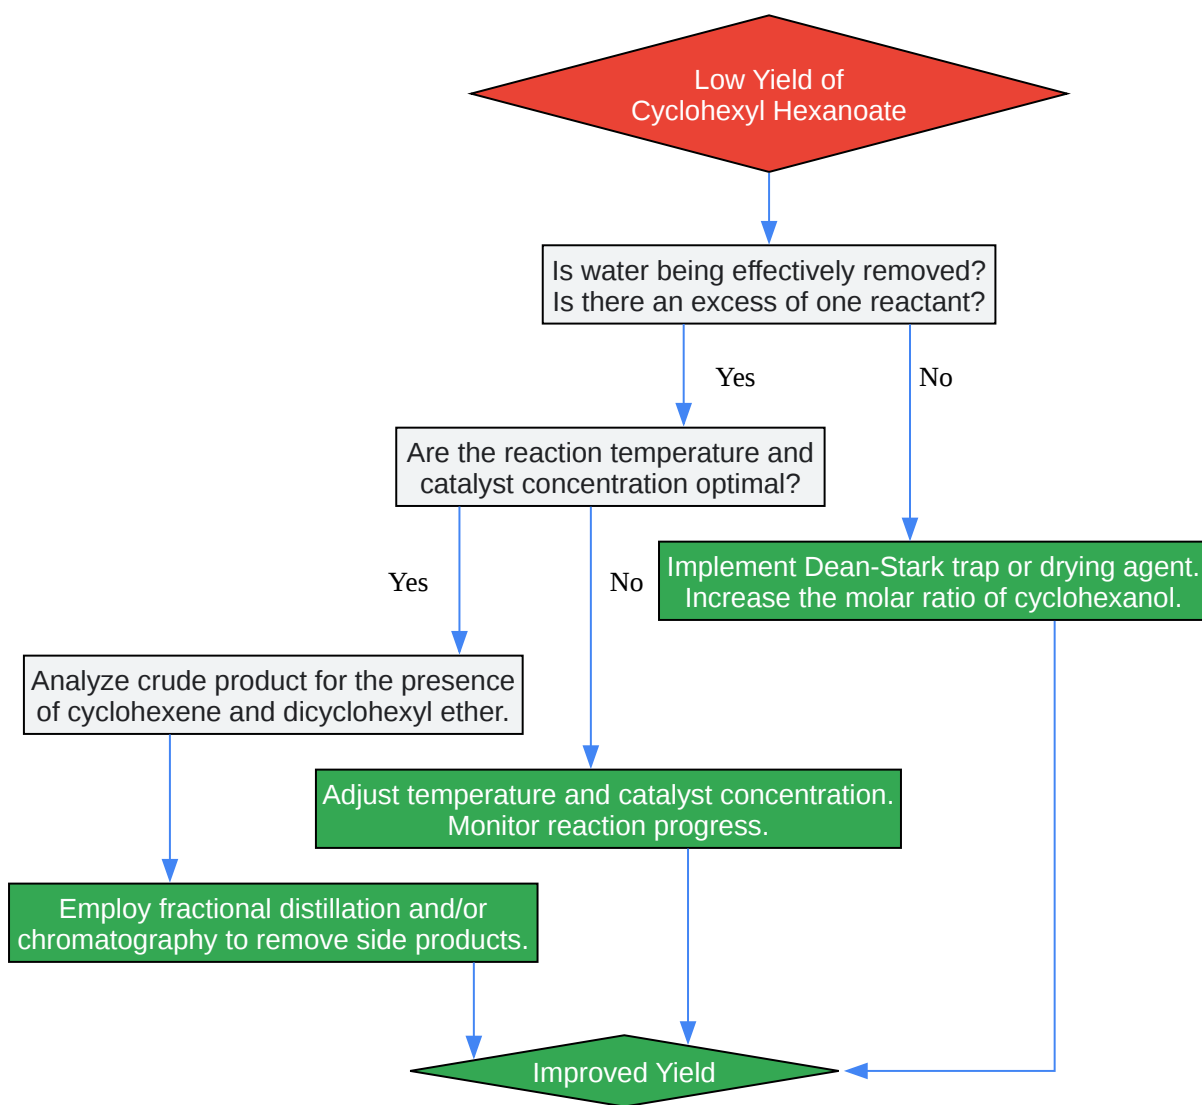 Low Yield of
Cyclohexyl Hexanoate
Is water being effectively removed?
Is there an excess of one reactant?
Yes
No
Are the reaction temperature and
catalyst concentration optimal?
Yes
No
Implement Dean-Stark trap or drying agent.
Increase the molar ratio of cyclohexanol.
Analyze crude product for the presence
of cyclohexene and dicyclohexyl ether.
Adjust temperature and catalyst concentration.
Monitor reaction progress.
Employ fractional distillation and/or
chromatography to remove side products.
Improved Yield